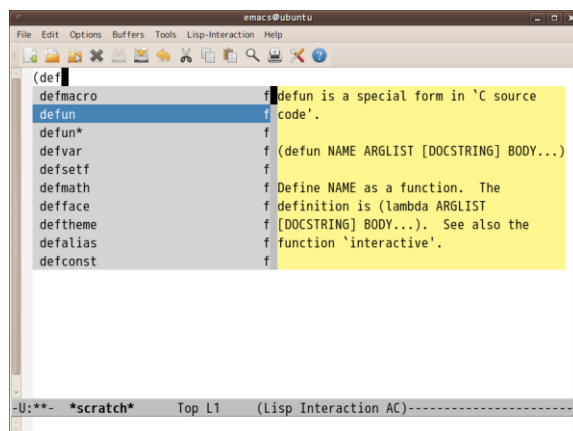 emacs@ubuntu
File Edit Options Buffers Tools Lisp-Interaction Help
(def
defmacro f defun is a special form in `C source
defun f code'.
defun* f
defvar f (defun NAME ARGLIST [DOCSTRING] BODY...)
defsetf f
defmath f Define NAME as a function. The
defface f definition is (lambda ARGLIST
deftheme f [DOCSTRING] BODY...). See also the
defalias f function `interactive'.
defconst f
-U:**- *scratch* Top L1 (Lisp Interaction AC)-----------------------